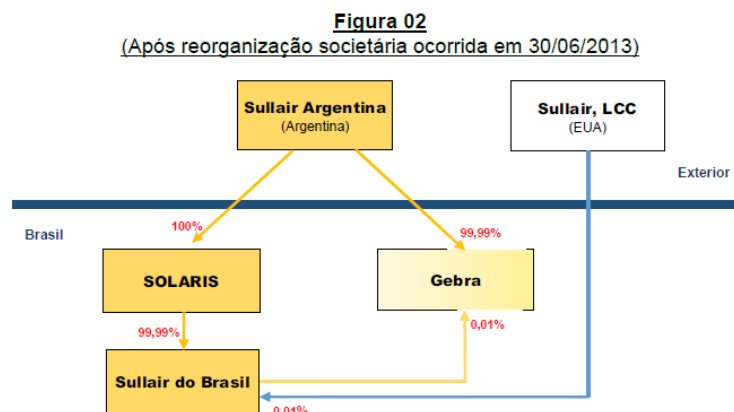 Figura 02
(Após reorganização societária ocorrida em 30/06/2013)
Sullair Argentina
(Argentina)
Sullair, LCC
(EUA)
Exterior
Brasil
100%
99,99%
SOLARIS
Gebra
99,99%
0,01%
Sullair do Brasil
0,01%